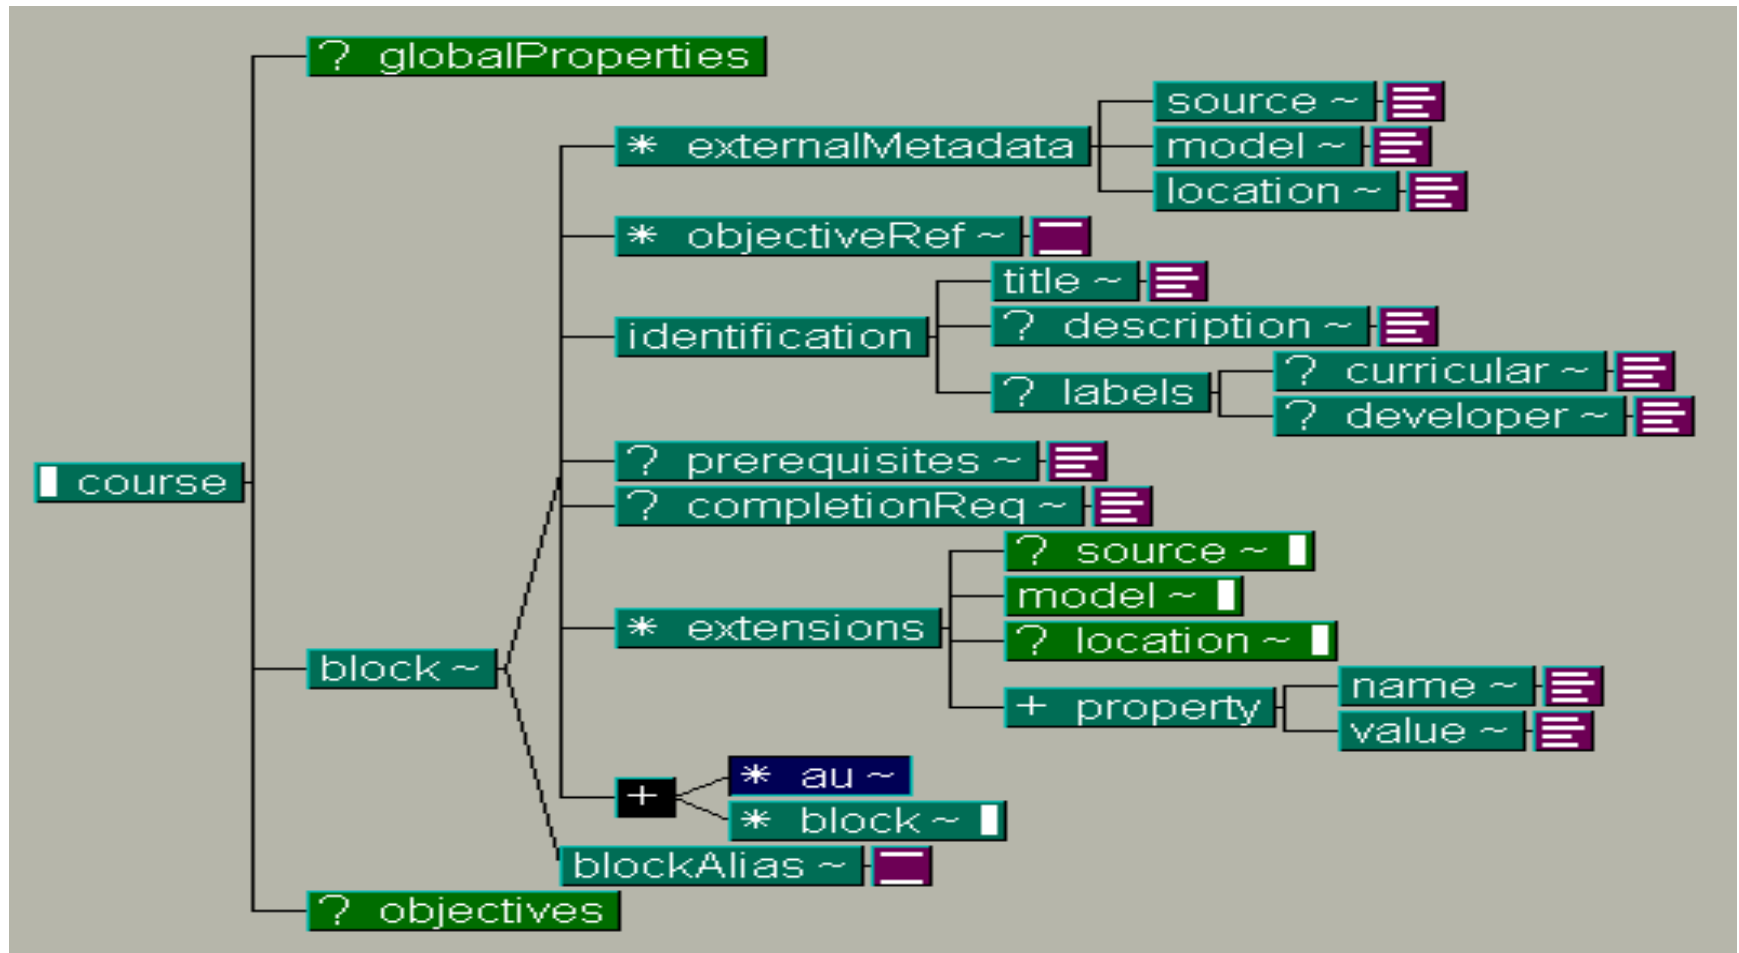 ? globalProperties
source ~
* externalMetadata
model ~
location ~
* objectiveRef ~
title ~
? description ~
identification
? curricular ~
? labels
? developer ~
? prerequisites ~
course
? completionReq ~
? source ~
model ~
* extensions
? location ~
block ~
name ~
+ property
value ~
* au ~
+
* block ~
blockAlias ~
? objectives